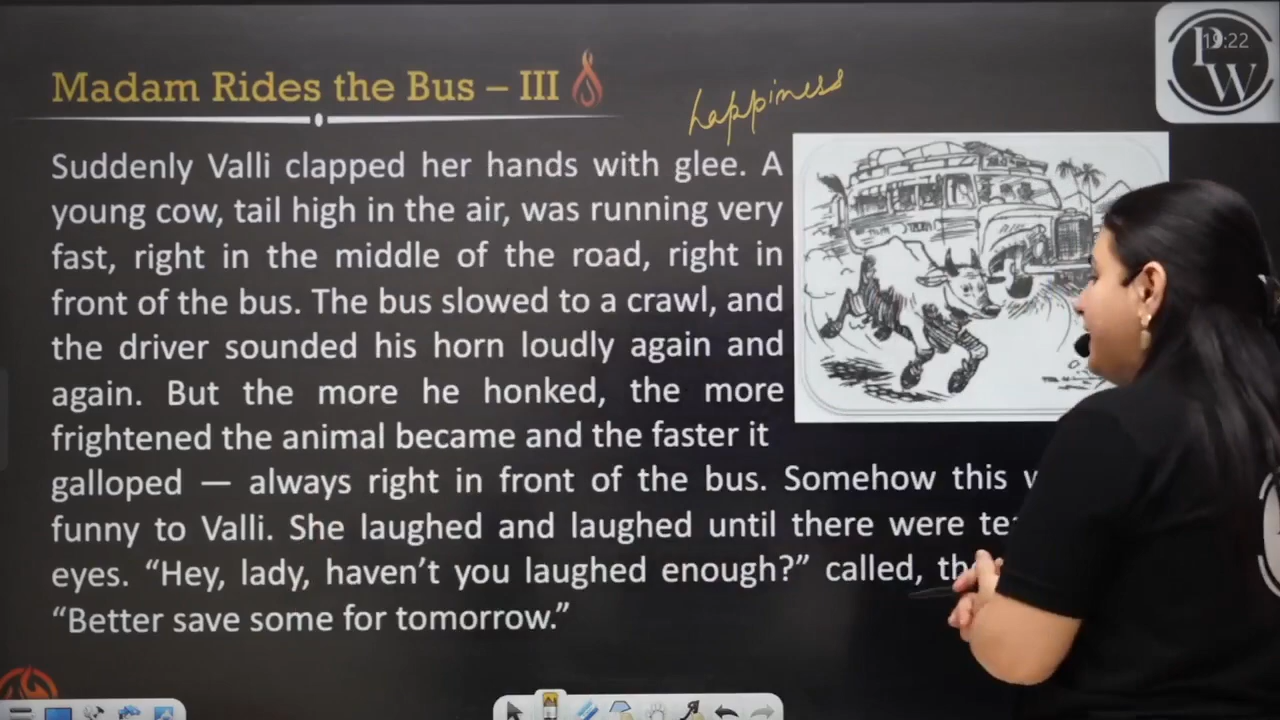 Madam Rides the Bus – III
happiness
19:22
PW
Suddenly Valli clapped her hands with glee. A
young cow, tail high in the air, was running very
fast, right in the middle of the road, right in
front of the bus. The bus slowed to a crawl, and
the driver sounded his horn loudly again and
again. But the more he honked, the more
frightened the animal became and the faster it
galloped — always right in front of the bus. Somehow this
funny to Valli. She laughed and laughed until there were
eyes. “Hey, lady, haven’t you laughed enough?” called,
“Better save some for tomorrow.”